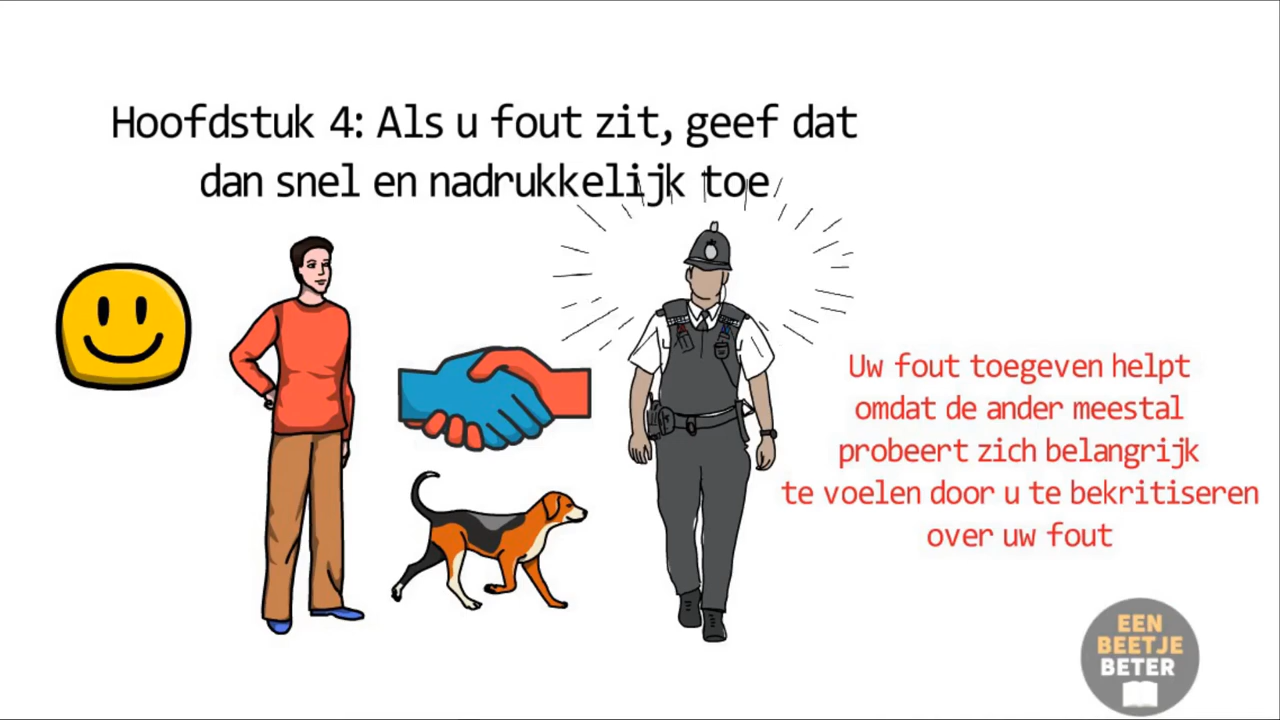 Hoofdstuk 4: Als u fout zit, geef dat
dan snel en nadrukkelijk toe
Uw fout toegeven helpt
omdat de ander meestal
probeert zich belangrijk
te voelen door u te bekritiseren
over uw fout
EEN
BEETJE
BETER